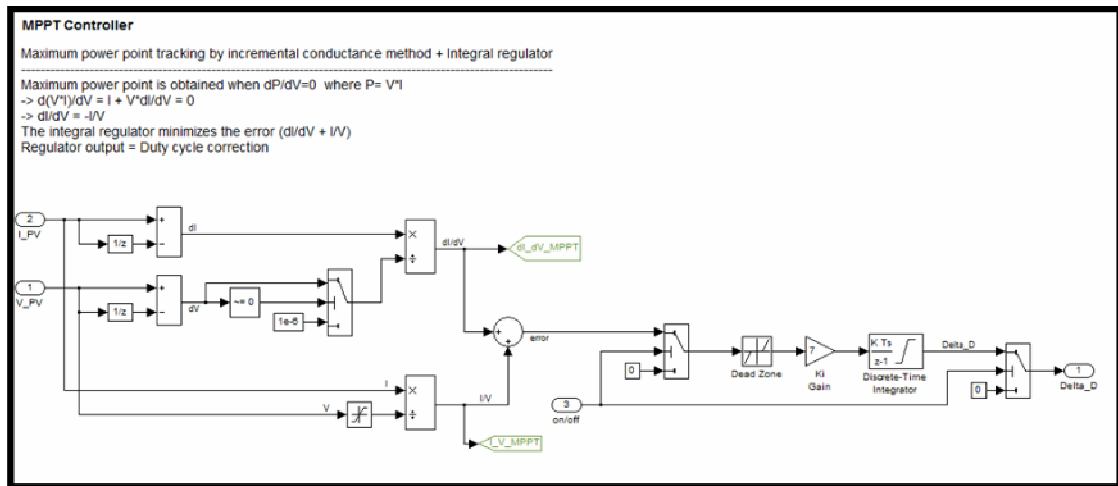 MPPT Controller
Maximum power point tracking by incremental conductance method + Integral regulator
--------------------------------------------------------------------------------
Maximum power point is obtained when dP/dV=0 where P= V*I
-> d(V*I)/dV = I + V*dI/dV = 0
-> dI/dV = -I/V
The integral regulator minimizes the error (dI/dV + I/V)
Regulator output = Duty cycle correction
2
I_PV
+
-
1/z
dI
×
÷
dI/dV
dI_dV_MPPT
1
V_PV
+
-
1/z
dV
~= 0
1e-6
+
+
error
I
V
×
÷
I/V
I_V_MPPT
0
3
on/off
Dead Zone
7
Ki
Gain
K Ts
z-1
Discrete-Time
Integrator
Delta_D
0
1
Delta_D